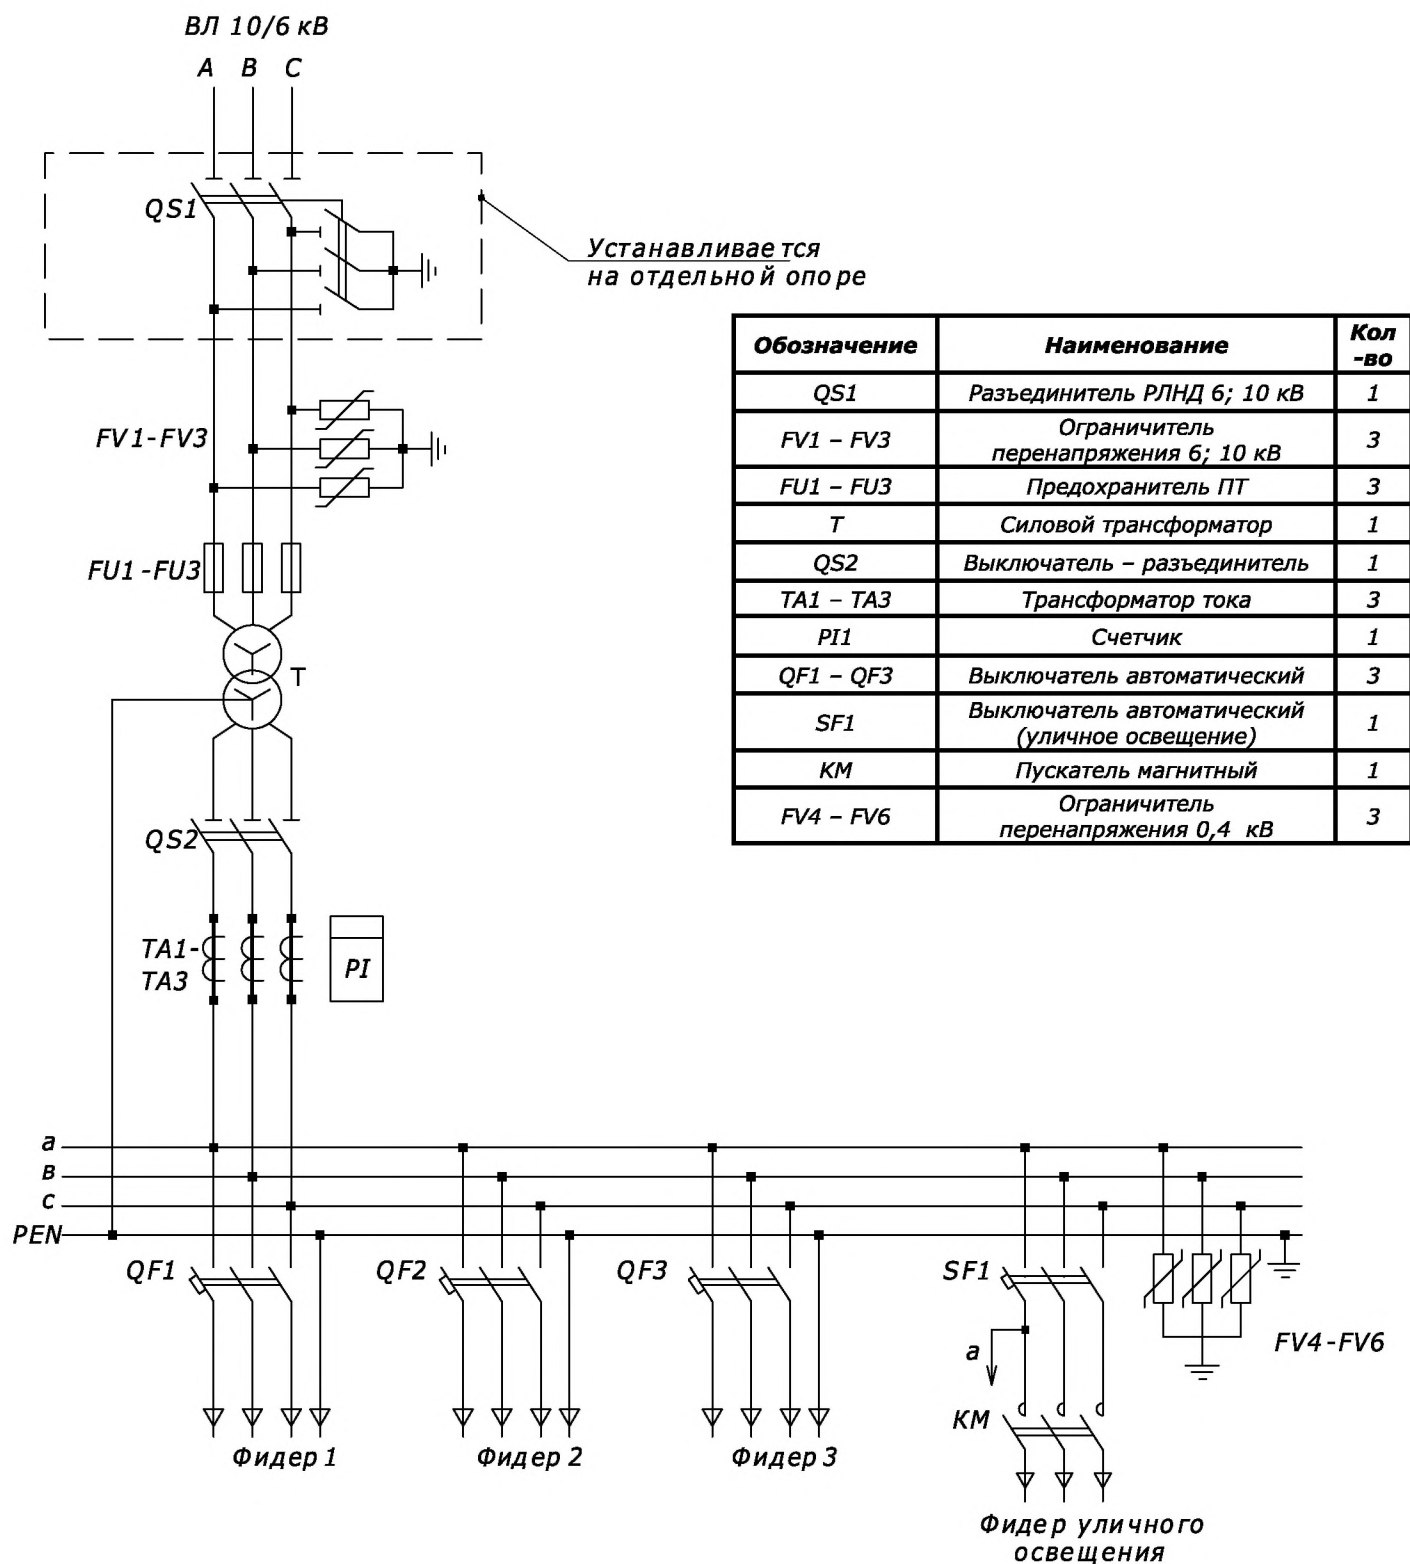 ВЛ 10/6 кВ
A B C
QS1
Устанавливается
на отдельной опоре
FV1-FV3
FU1-FU3
T
QS2
TA1-
TA3
PI
Обозначение Наименование Кол
-во
QS1 Разъединитель РЛНД 6; 10 кВ 1
FV1 – FV3 Ограничитель
перенапряжения 6; 10 кВ 3
FU1 – FU3 Предохранитель ПТ 3
T Силовой трансформатор 1
QS2 Выключатель – разъединитель 1
TA1 – TA3 Трансформатор тока 3
PI1 Счетчик 1
QF1 – QF3 Выключатель автоматический 3
SF1 Выключатель автоматический
(уличное освещение) 1
KM Пускатель магнитный 1
FV4 – FV6 Ограничитель
перенапряжения 0,4 кВ 3
a
в
c
PEN
QF1 QF2 QF3 SF1
a
FV4-FV6
KM
Фидер 1 Фидер 2 Фидер 3
Фидер уличного
освещения